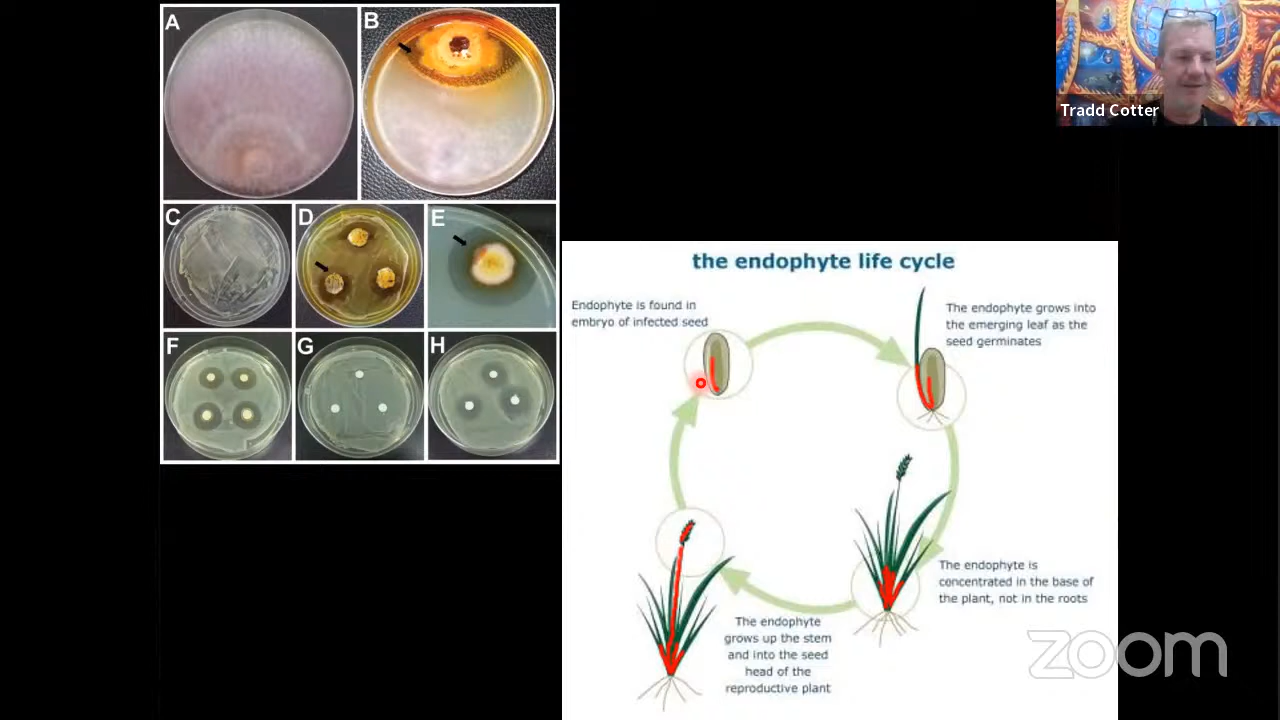 A
B
C
D
E
F
G
H
Tradd Cotter
the endophyte life cycle
Endophyte is found in
embryo of infected seed
The endophyte grows into
the emerging leaf as the
seed germinates
The endophyte is
concentrated in the base of
the plant, not in the roots
The endophyte
grows up the stem
and into the seed
head of the
reproductive plant
zoom